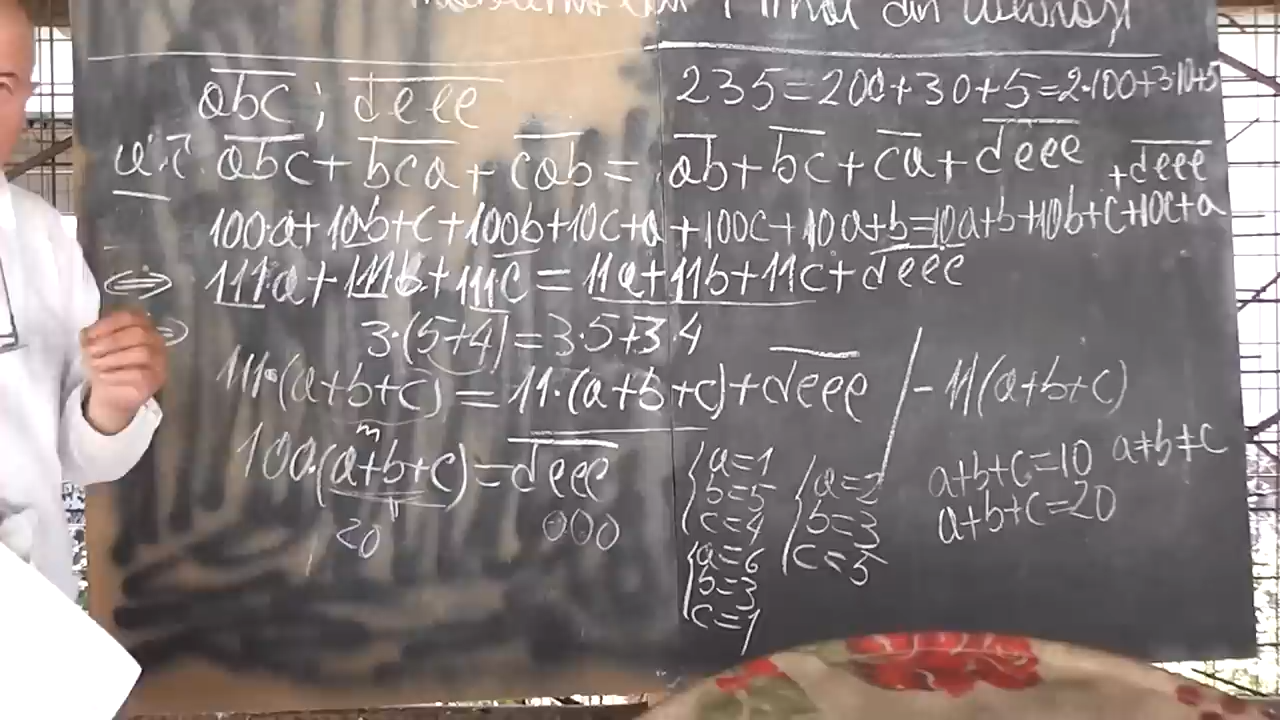 abc ; deee
235=200+30+5=2·100+3·10+5
abc+bca+cab=ab+bc+ca+deee
+deee
100a+10b+c+100b+10c+a+100c+10a+b=10a+b+10b+c+10c+a
⇔ 111a+111b+111c=11a+11b+11c+deee
3·(5+4)=3·5+3·4
111·(a+b+c)=11·(a+b+c)+deee /-11(a+b+c)
m
100·(a+b+c)=deee
20
000
{a=1
b=5
c=4
{a=2
b=3
c=5
{a=6
b=3
c=1
a+b+c=10 a≠b≠c
a+b+c=20